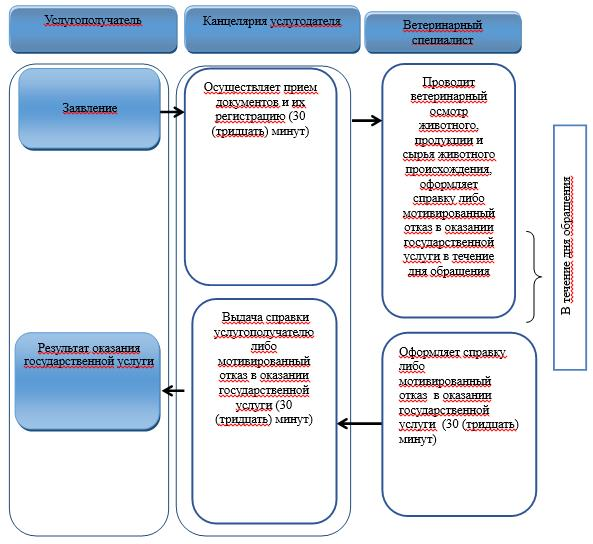 Услугополучатель
Канцелярия услугодателя
Ветеринарный
специалист
Заявление
Осуществляет прием
документов и их
регистрацию (30
(тридцать) минут)
Проводит
ветеринарный
осмотр
животного,
продукции и
сырья животного
происхождения,
оформляет
справку либо
мотивированный
отказ в оказании
государственной
услуги в течение
дня обращения
В течение дня обращения
Результат оказания
государственной услуги
Выдача справки
услугополучателю
либо
мотивированный
отказ в оказании
государственной
услуги (30
(тридцать) минут)
Оформляет справку
либо
мотивированный
отказ в оказании
государственной
услуги (30 (тридцать)
минут)